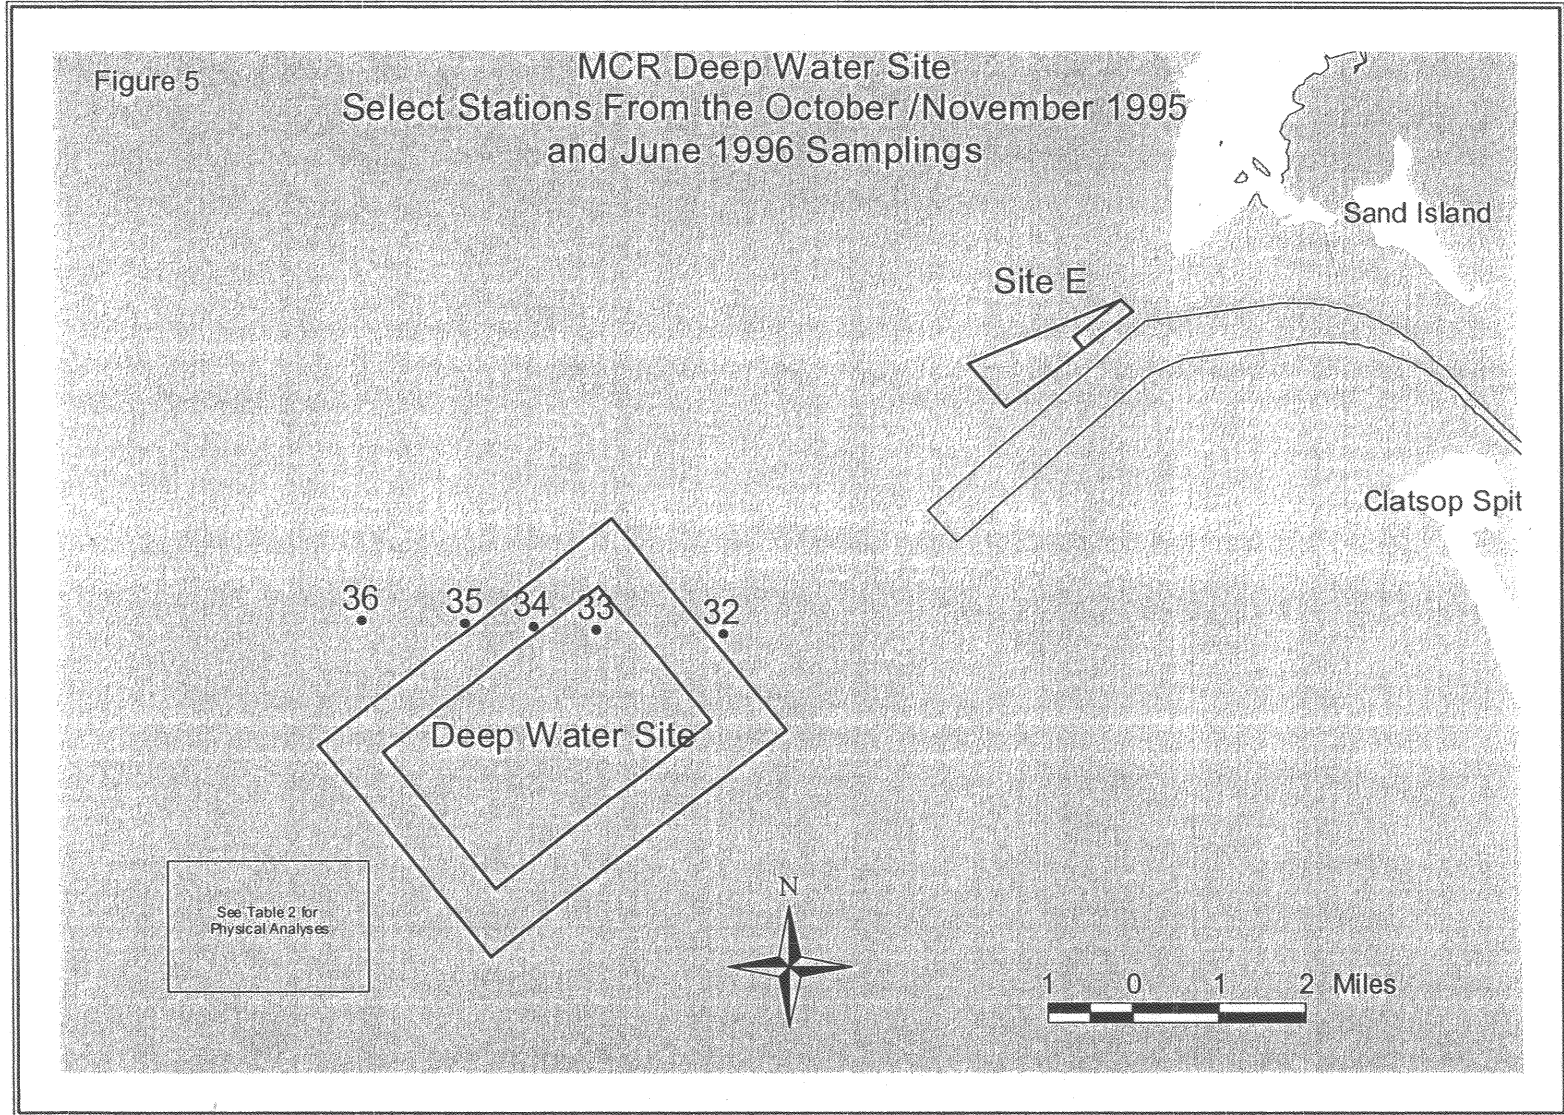 Figure 5
MCR Deep Water Site
Select Stations From the October /November 1995
and June 1996 Samplings
Sand Island
Site E
Clatsop Spit
36
35
34
33
32
Deep Water Site
See Table 2 for
Physical Analyses
N
1 0 1 2 Miles